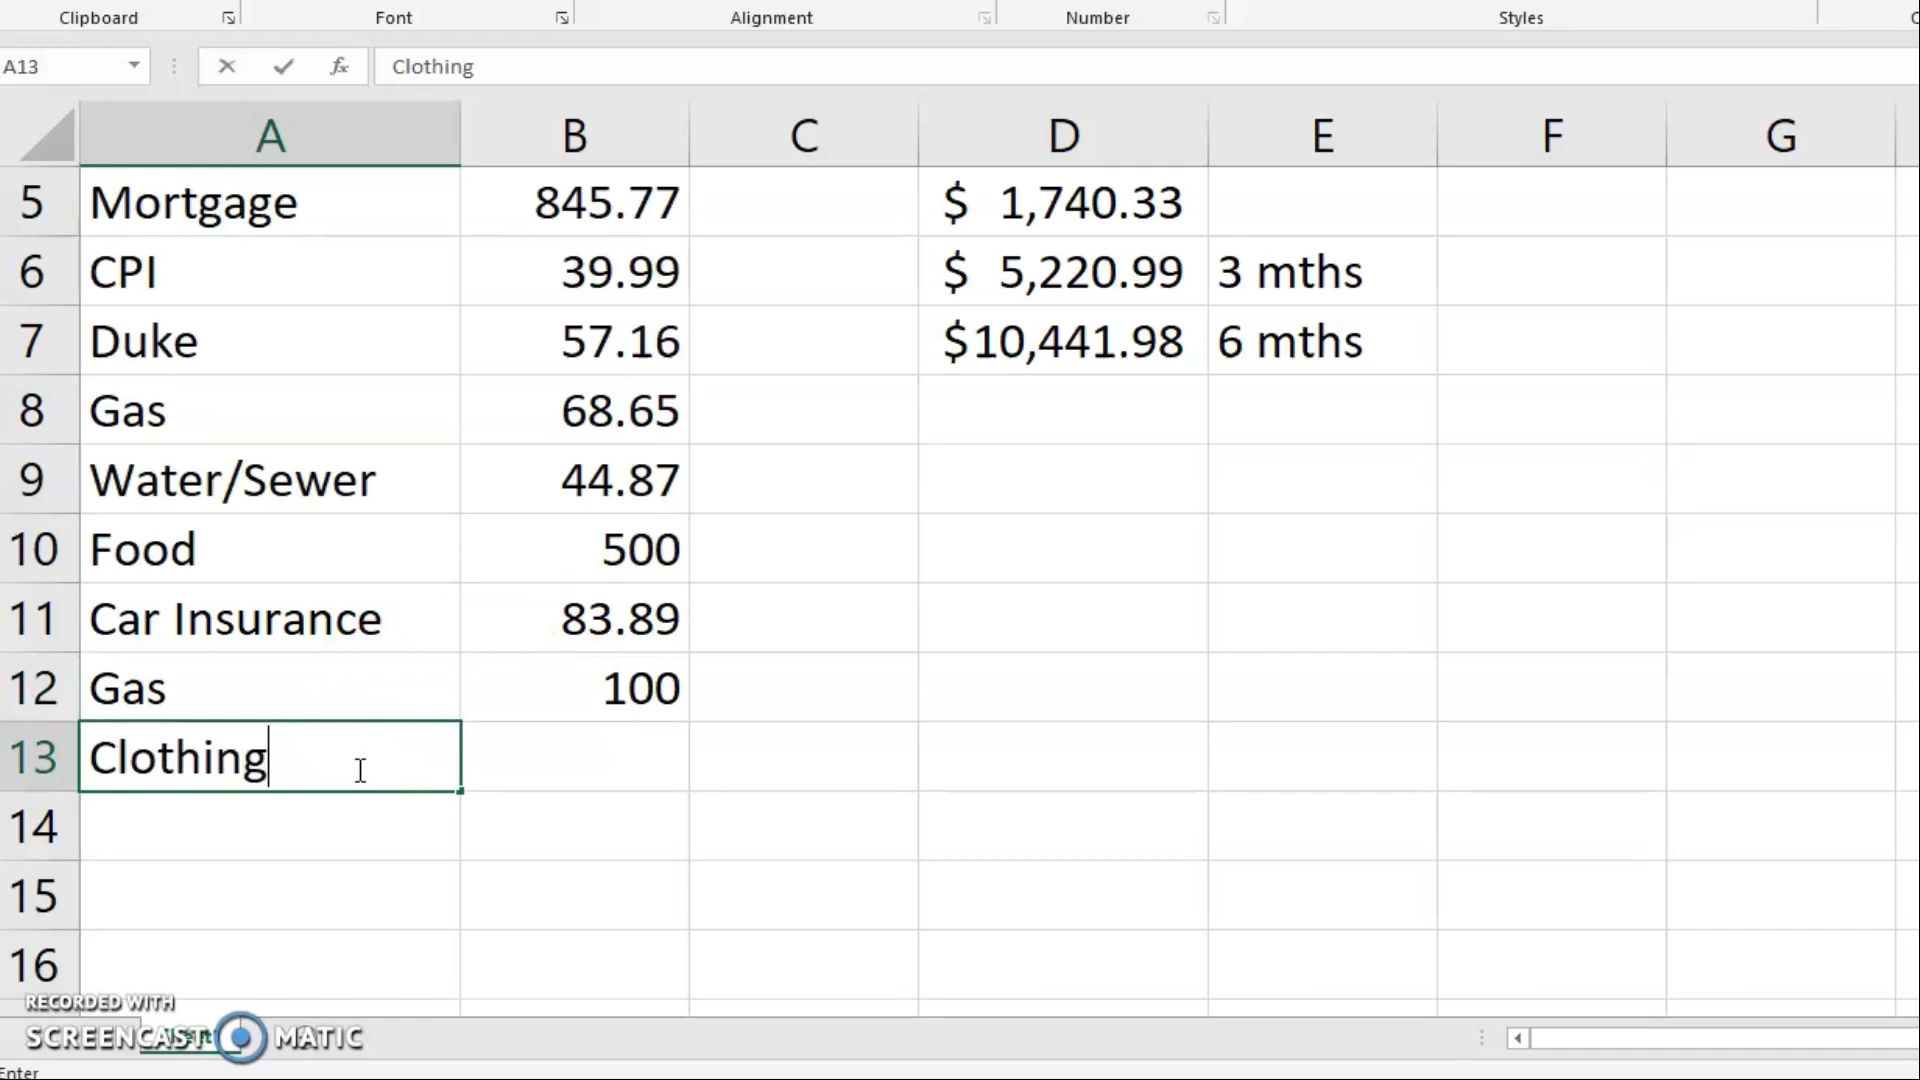 Clipboard Font Alignment Number Styles
A13 fx Clothing
A B C D E F G
5 Mortgage 845.77 $ 1,740.33
6 CPI 39.99 $ 5,220.99 3 mths
7 Duke 57.16 $10,441.98 6 mths
8 Gas 68.65
9 Water/Sewer 44.87
10 Food 500
11 Car Insurance 83.89
12 Gas 100
13 Clothing
14
15
16
RECORDED WITH
SCREENCAST MATIC
Enter